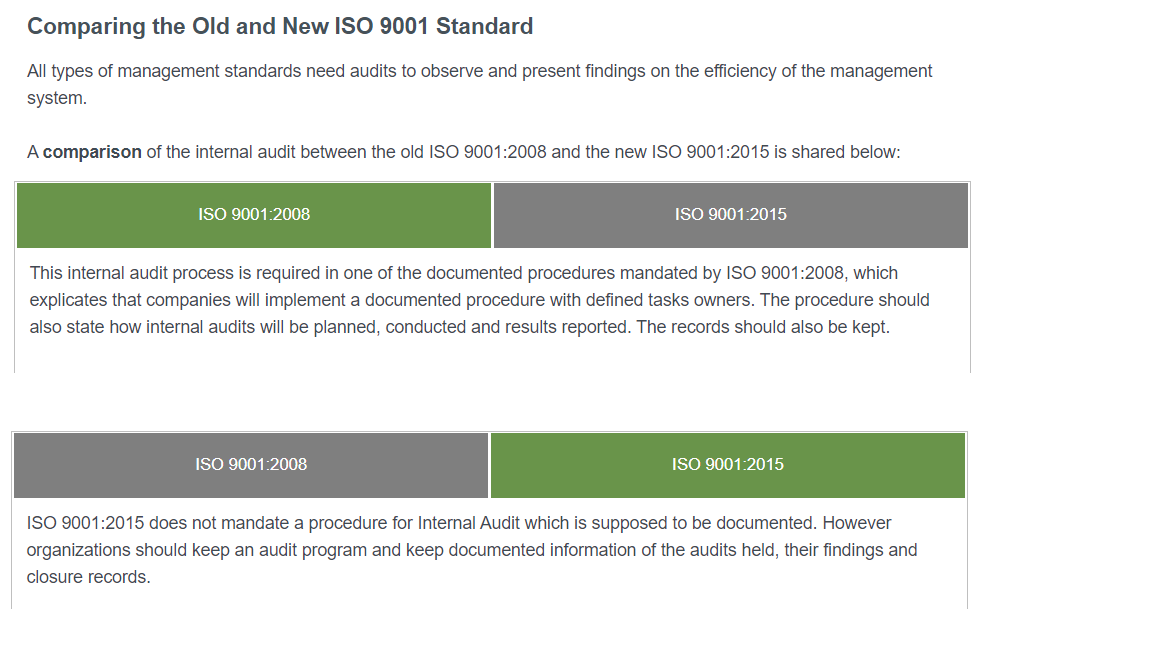 Comparing the Old and New ISO 9001 Standard
All types of management standards need audits to observe and present findings on the efficiency of the management
system.
A comparison of the internal audit between the old ISO 9001:2008 and the new ISO 9001:2015 is shared below:
ISO 9001:2008
ISO 9001:2015
This internal audit process is required in one of the documented procedures mandated by ISO 9001:2008, which
explicates that companies will implement a documented procedure with defined tasks owners. The procedure should
also state how internal audits will be planned, conducted and results reported. The records should also be kept.
ISO 9001:2008
ISO 9001:2015
ISO 9001:2015 does not mandate a procedure for Internal Audit which is supposed to be documented. However
organizations should keep an audit program and keep documented information of the audits held, their findings and
closure records.